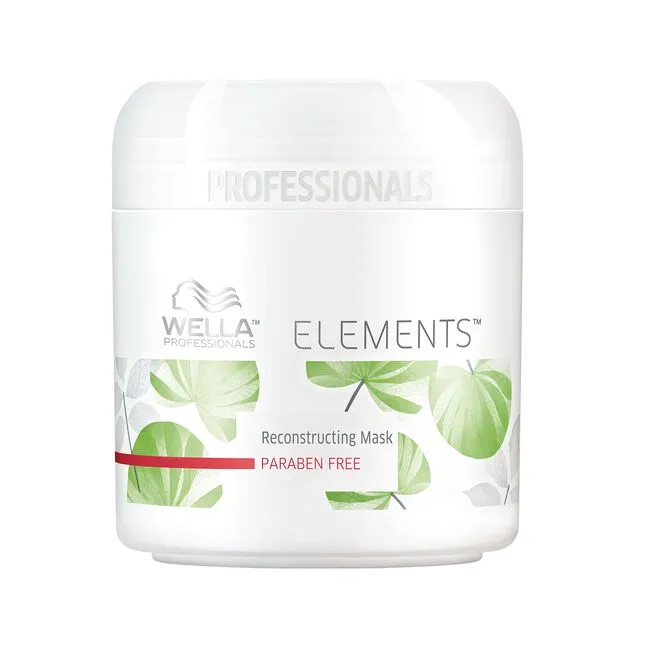 PROFESSIONALS
WELLA™
PROFESSIONALS
ELEMENTS™
Reconstructing Mask
PARABEN FREE